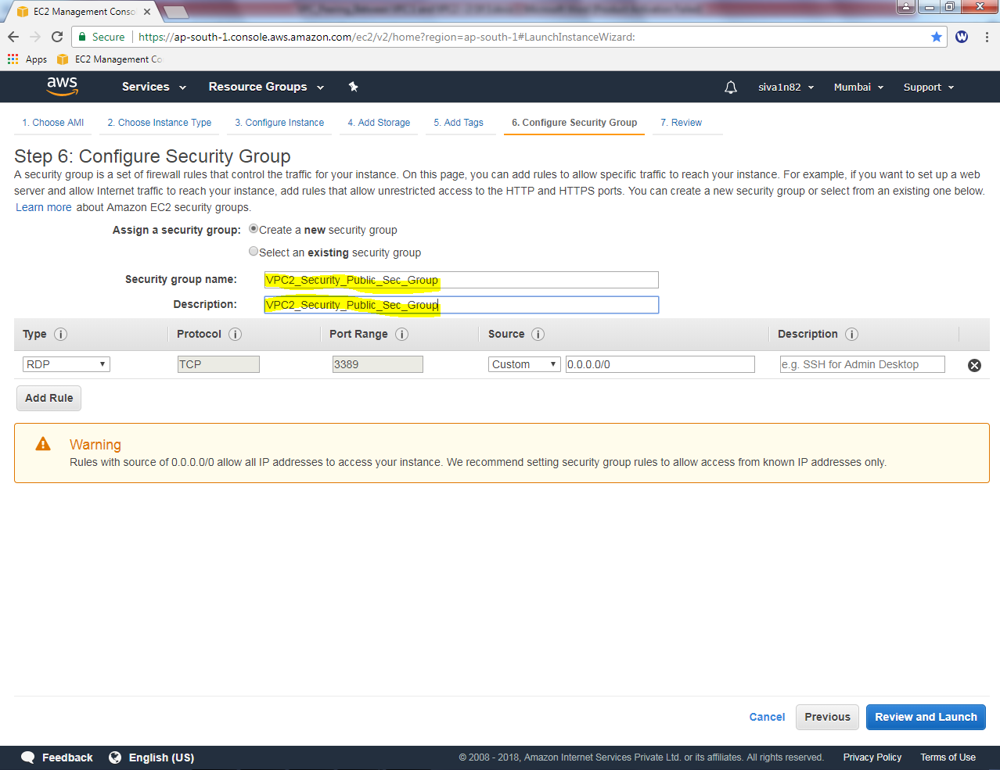 EC2 Management Conso
Secure
https://ap-south-1.console.aws.amazon.com/ec2/v2/home?region=ap-south-1#LaunchInstanceWizard:
W
Apps
EC2 Management Co
aws
Services
Resource Groups
siva1n82
Mumbai
Support
1. Choose AMI
2. Choose Instance Type
3. Configure Instance
4. Add Storage
5. Add Tags
6. Configure Security Group
7. Review
Step 6: Configure Security Group
A security group is a set of firewall rules that control the traffic for your instance. On this page, you can add rules to allow specific traffic to reach your instance. For example, if you want to set up a web
server and allow Internet traffic to reach your instance, add rules that allow unrestricted access to the HTTP and HTTPS ports. You can create a new security group or select from an existing one below.
Learn more about Amazon EC2 security groups.
Assign a security group: Create a new security group
Select an existing security group
Security group name: VPC2_Security_Public_Sec_Group
Description: VPC2_Security_Public_Sec_Group
Type i Protocol i Port Range i Source i Description i
RDP TCP 3389 Custom 0.0.0.0/0 e.g. SSH for Admin Desktop
Add Rule
Warning
Rules with source of 0.0.0.0/0 allow all IP addresses to access your instance. We recommend setting security group rules to allow access from known IP addresses only.
Cancel
Previous
Review and Launch
Feedback
English (US)
© 2008 - 2018, Amazon Internet Services Private Ltd. or its affiliates. All rights reserved.
Privacy Policy
Terms of Use